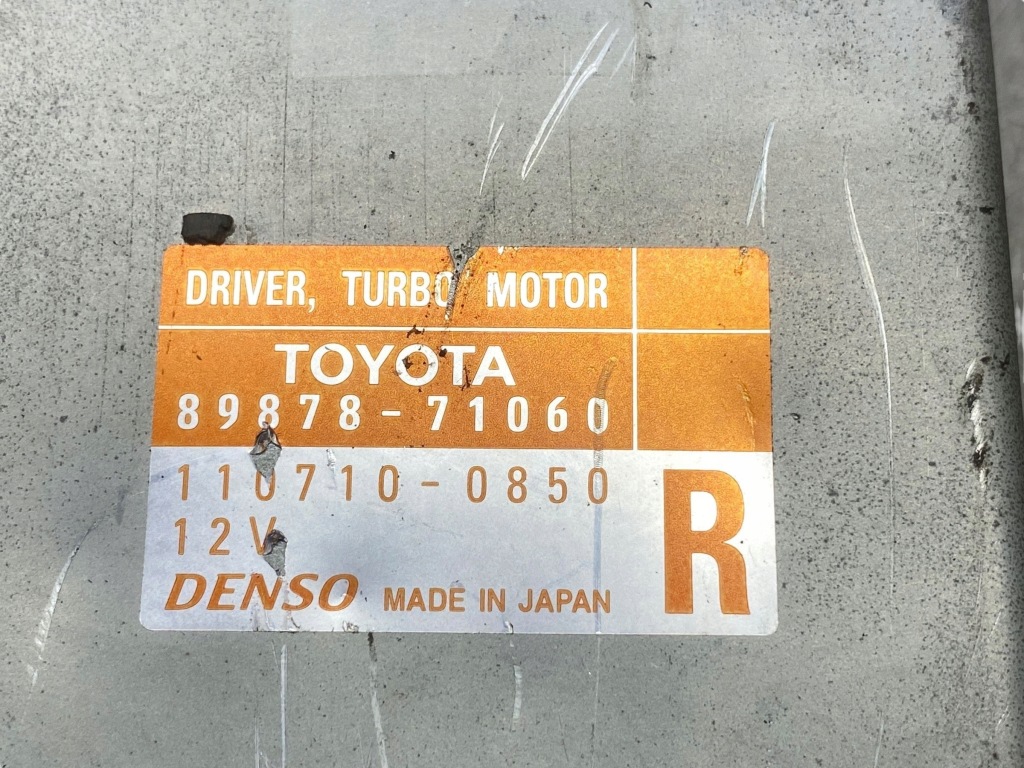 DRIVER, TURBO MOTOR
TOYOTA
89878-71060
110710-0850
12V
R
DENSO MADE IN JAPAN